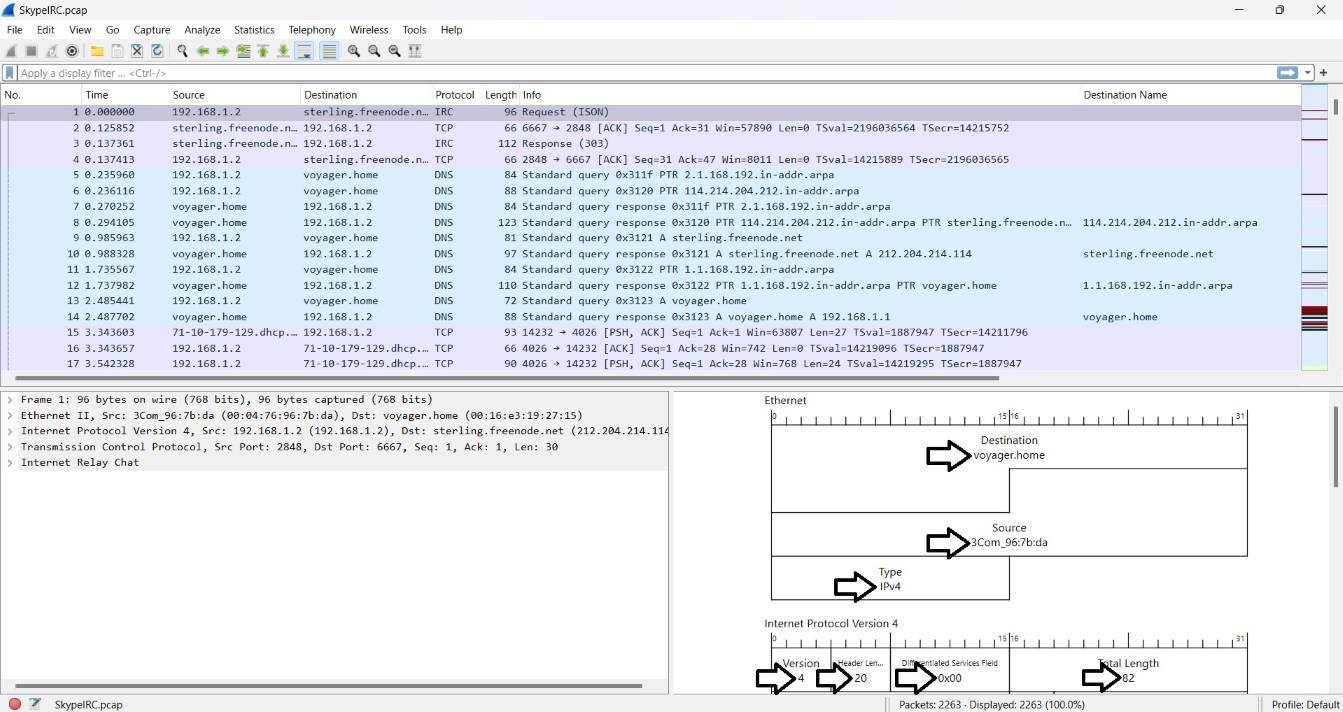 SkypeIRC.pcap
File Edit View Go Capture Analyze Statistics Telephony Wireless Tools Help
Apply a display filter ... <Ctrl-/>
No. Time Source Destination Protocol Length Info Destination Name
1 0.000000 192.168.1.2 sterling.freenode.n… IRC 96 Request (ISON)
2 0.125852 sterling.freenode.n… 192.168.1.2 TCP 66 6667 → 2848 [ACK] Seq=1 Ack=31 Win=57890 Len=0 TSval=2196036564 TSecr=14215752
3 0.137361 sterling.freenode.n… 192.168.1.2 IRC 112 Response (303)
4 0.137413 192.168.1.2 sterling.freenode.n… TCP 66 2848 → 6667 [ACK] Seq=31 Ack=47 Win=8011 Len=0 TSval=14215889 TSecr=2196036565
5 0.235960 192.168.1.2 voyager.home DNS 84 Standard query 0x311f PTR 2.1.168.192.in-addr.arpa
6 0.236116 192.168.1.2 voyager.home DNS 88 Standard query 0x3120 PTR 114.214.204.212.in-addr.arpa
7 0.270252 voyager.home 192.168.1.2 DNS 84 Standard query response 0x311f PTR 2.1.168.192.in-addr.arpa
8 0.294105 voyager.home 192.168.1.2 DNS 123 Standard query response 0x3120 PTR 114.214.204.212.in-addr.arpa PTR sterling.freenode.n… 114.214.204.212.in-addr.arpa
9 0.985963 192.168.1.2 voyager.home DNS 81 Standard query 0x3121 A sterling.freenode.net
10 0.988328 voyager.home 192.168.1.2 DNS 97 Standard query response 0x3121 A sterling.freenode.net A 212.204.214.114 sterling.freenode.net
11 1.735567 192.168.1.2 voyager.home DNS 84 Standard query 0x3122 PTR 1.1.168.192.in-addr.arpa
12 1.737982 voyager.home 192.168.1.2 DNS 110 Standard query response 0x3122 PTR 1.1.168.192.in-addr.arpa PTR voyager.home 1.1.168.192.in-addr.arpa
13 2.485441 192.168.1.2 voyager.home DNS 72 Standard query 0x3123 A voyager.home
14 2.487702 voyager.home 192.168.1.2 DNS 88 Standard query response 0x3123 A voyager.home A 192.168.1.1 voyager.home
15 3.343603 71-10-179-129.dhcp.… 192.168.1.2 TCP 93 14232 → 4026 [PSH, ACK] Seq=1 Ack=1 Win=63807 Len=27 TSval=1887947 TSecr=14211796
16 3.343657 192.168.1.2 71-10-179-129.dhcp.… TCP 66 4026 → 14232 [ACK] Seq=1 Ack=28 Win=742 Len=0 TSval=14219096 TSecr=1887947
17 3.542328 192.168.1.2 71-10-179-129.dhcp.… TCP 90 4026 → 14232 [PSH, ACK] Seq=1 Ack=28 Win=768 Len=24 TSval=14219295 TSecr=1887947
Frame 1: 96 bytes on wire (768 bits), 96 bytes captured (768 bits)
Ethernet II, Src: 3Com_96:7b:da (00:04:76:96:7b:da), Dst: voyager.home (00:16:e3:19:27:15)
Internet Protocol Version 4, Src: 192.168.1.2 (192.168.1.2), Dst: sterling.freenode.net (212.204.214.114
Transmission Control Protocol, Src Port: 2848, Dst Port: 6667, Seq: 1, Ack: 1, Len: 30
Internet Relay Chat
Ethernet
0 15 16 31
Destination
voyager.home
Source
3Com_96:7b:da
Type
IPv4
Internet Protocol Version 4
0 15 16 31
Version Header Len... Differentiated Services Field Total Length
4 20 0x00 82
SkypeIRC.pcap Packets: 2263 · Displayed: 2263 (100.0%) Profile: Default